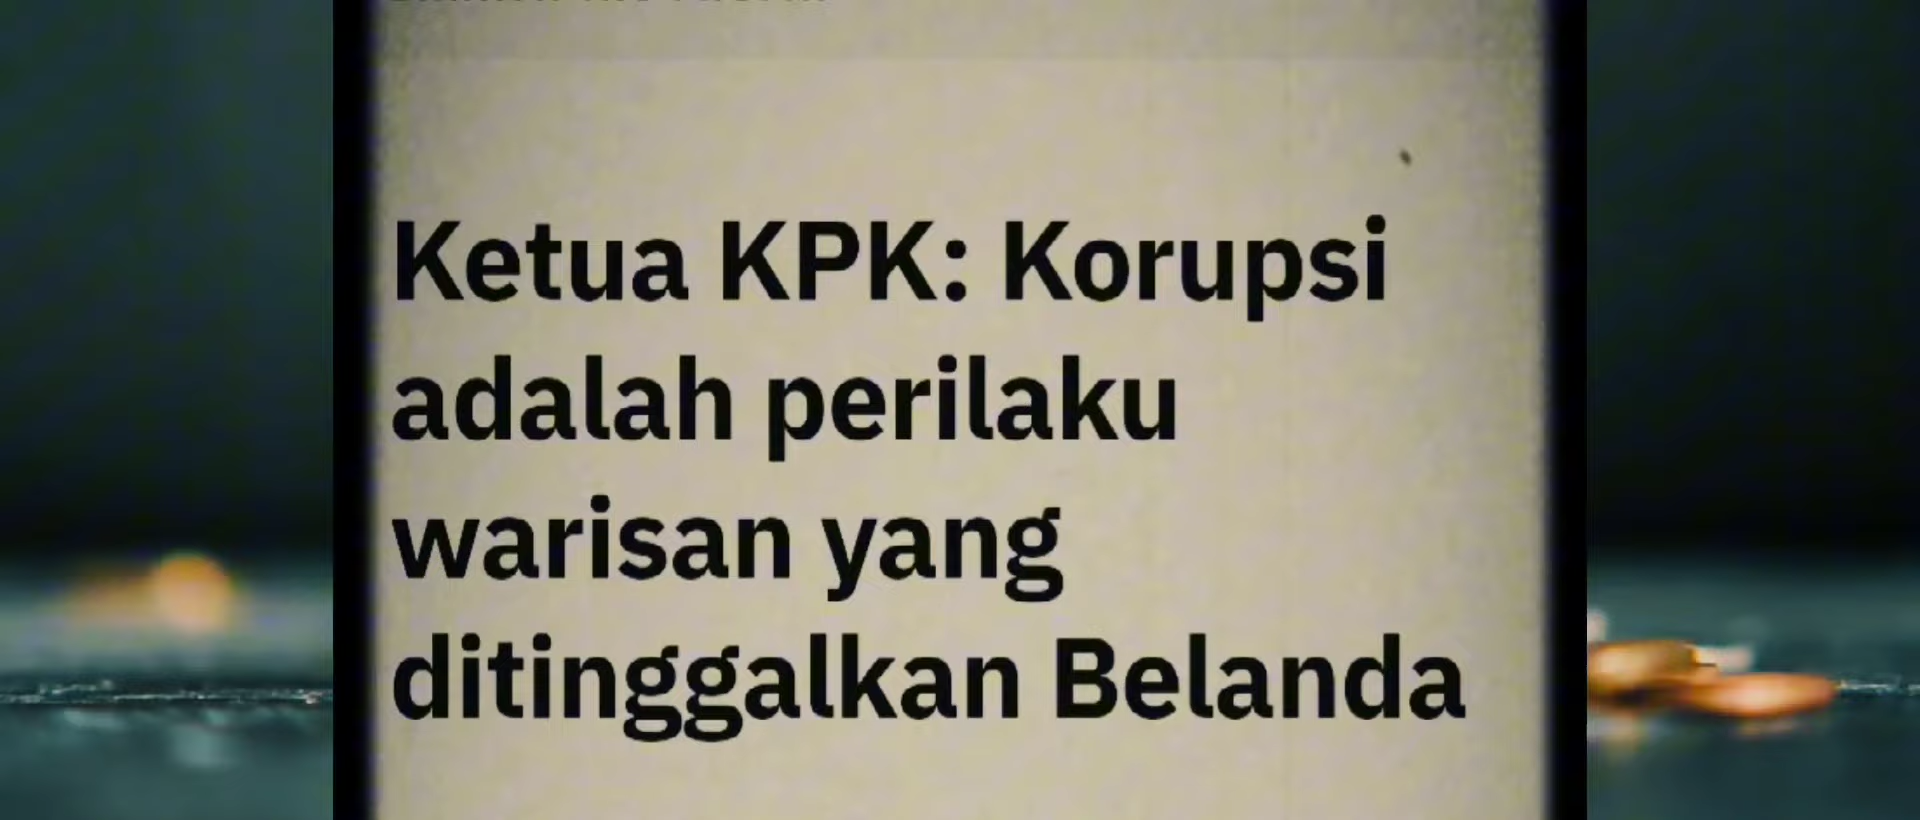 Ketua KPK: Korupsi
adalah perilaku
warisan yang
ditinggalkan Belanda